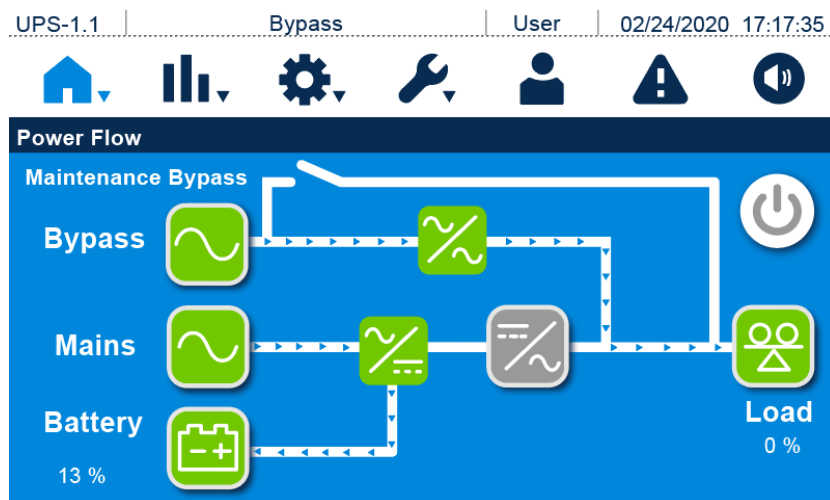 UPS-1.1 Bypass User 02/24/2020 17:17:35
Power Flow
Maintenance Bypass
Bypass
Mains
Battery
13 %
Load
0 %